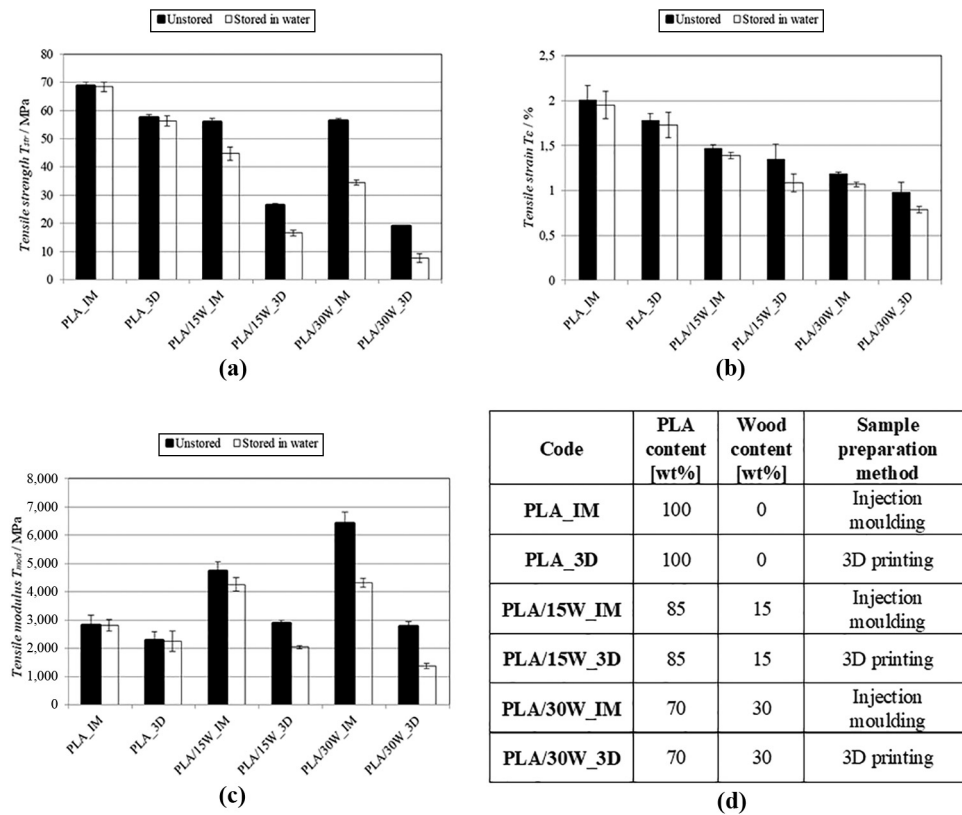 (a)
Unstored Stored in water
Tensile strength Tstr / MPa
80
70
60
50
40
30
20
10
0
PLA_IM
PLA_3D
PLA/15W_IM
PLA/15W_3D
PLA/30W_IM
PLA/30W_3D
(a)
(b)
Unstored Stored in water
Tensile strain Tε / %
2,5
2
1,5
1
0,5
0
PLA_IM
PLA_3D
PLA/15W_IM
PLA/15W_3D
PLA/30W_IM
PLA/30W_3D
(b)
Unstored Stored in water
Tensile modulus Tmod / MPa
8,000
7,000
6,000
5,000
4,000
3,000
2,000
1,000
0
PLA_IM
PLA_3D
PLA/15W_IM
PLA/15W_3D
PLA/30W_IM
PLA/30W_3D
(c)
Code PLA content [wt%] Wood content [wt%] Sample preparation method
PLA_IM 100 0 Injection moulding
PLA_3D 100 0 3D printing
PLA/15W_IM 85 15 Injection moulding
PLA/15W_3D 85 15 3D printing
PLA/30W_IM 70 30 Injection moulding
PLA/30W_3D 70 30 3D printing
(d)